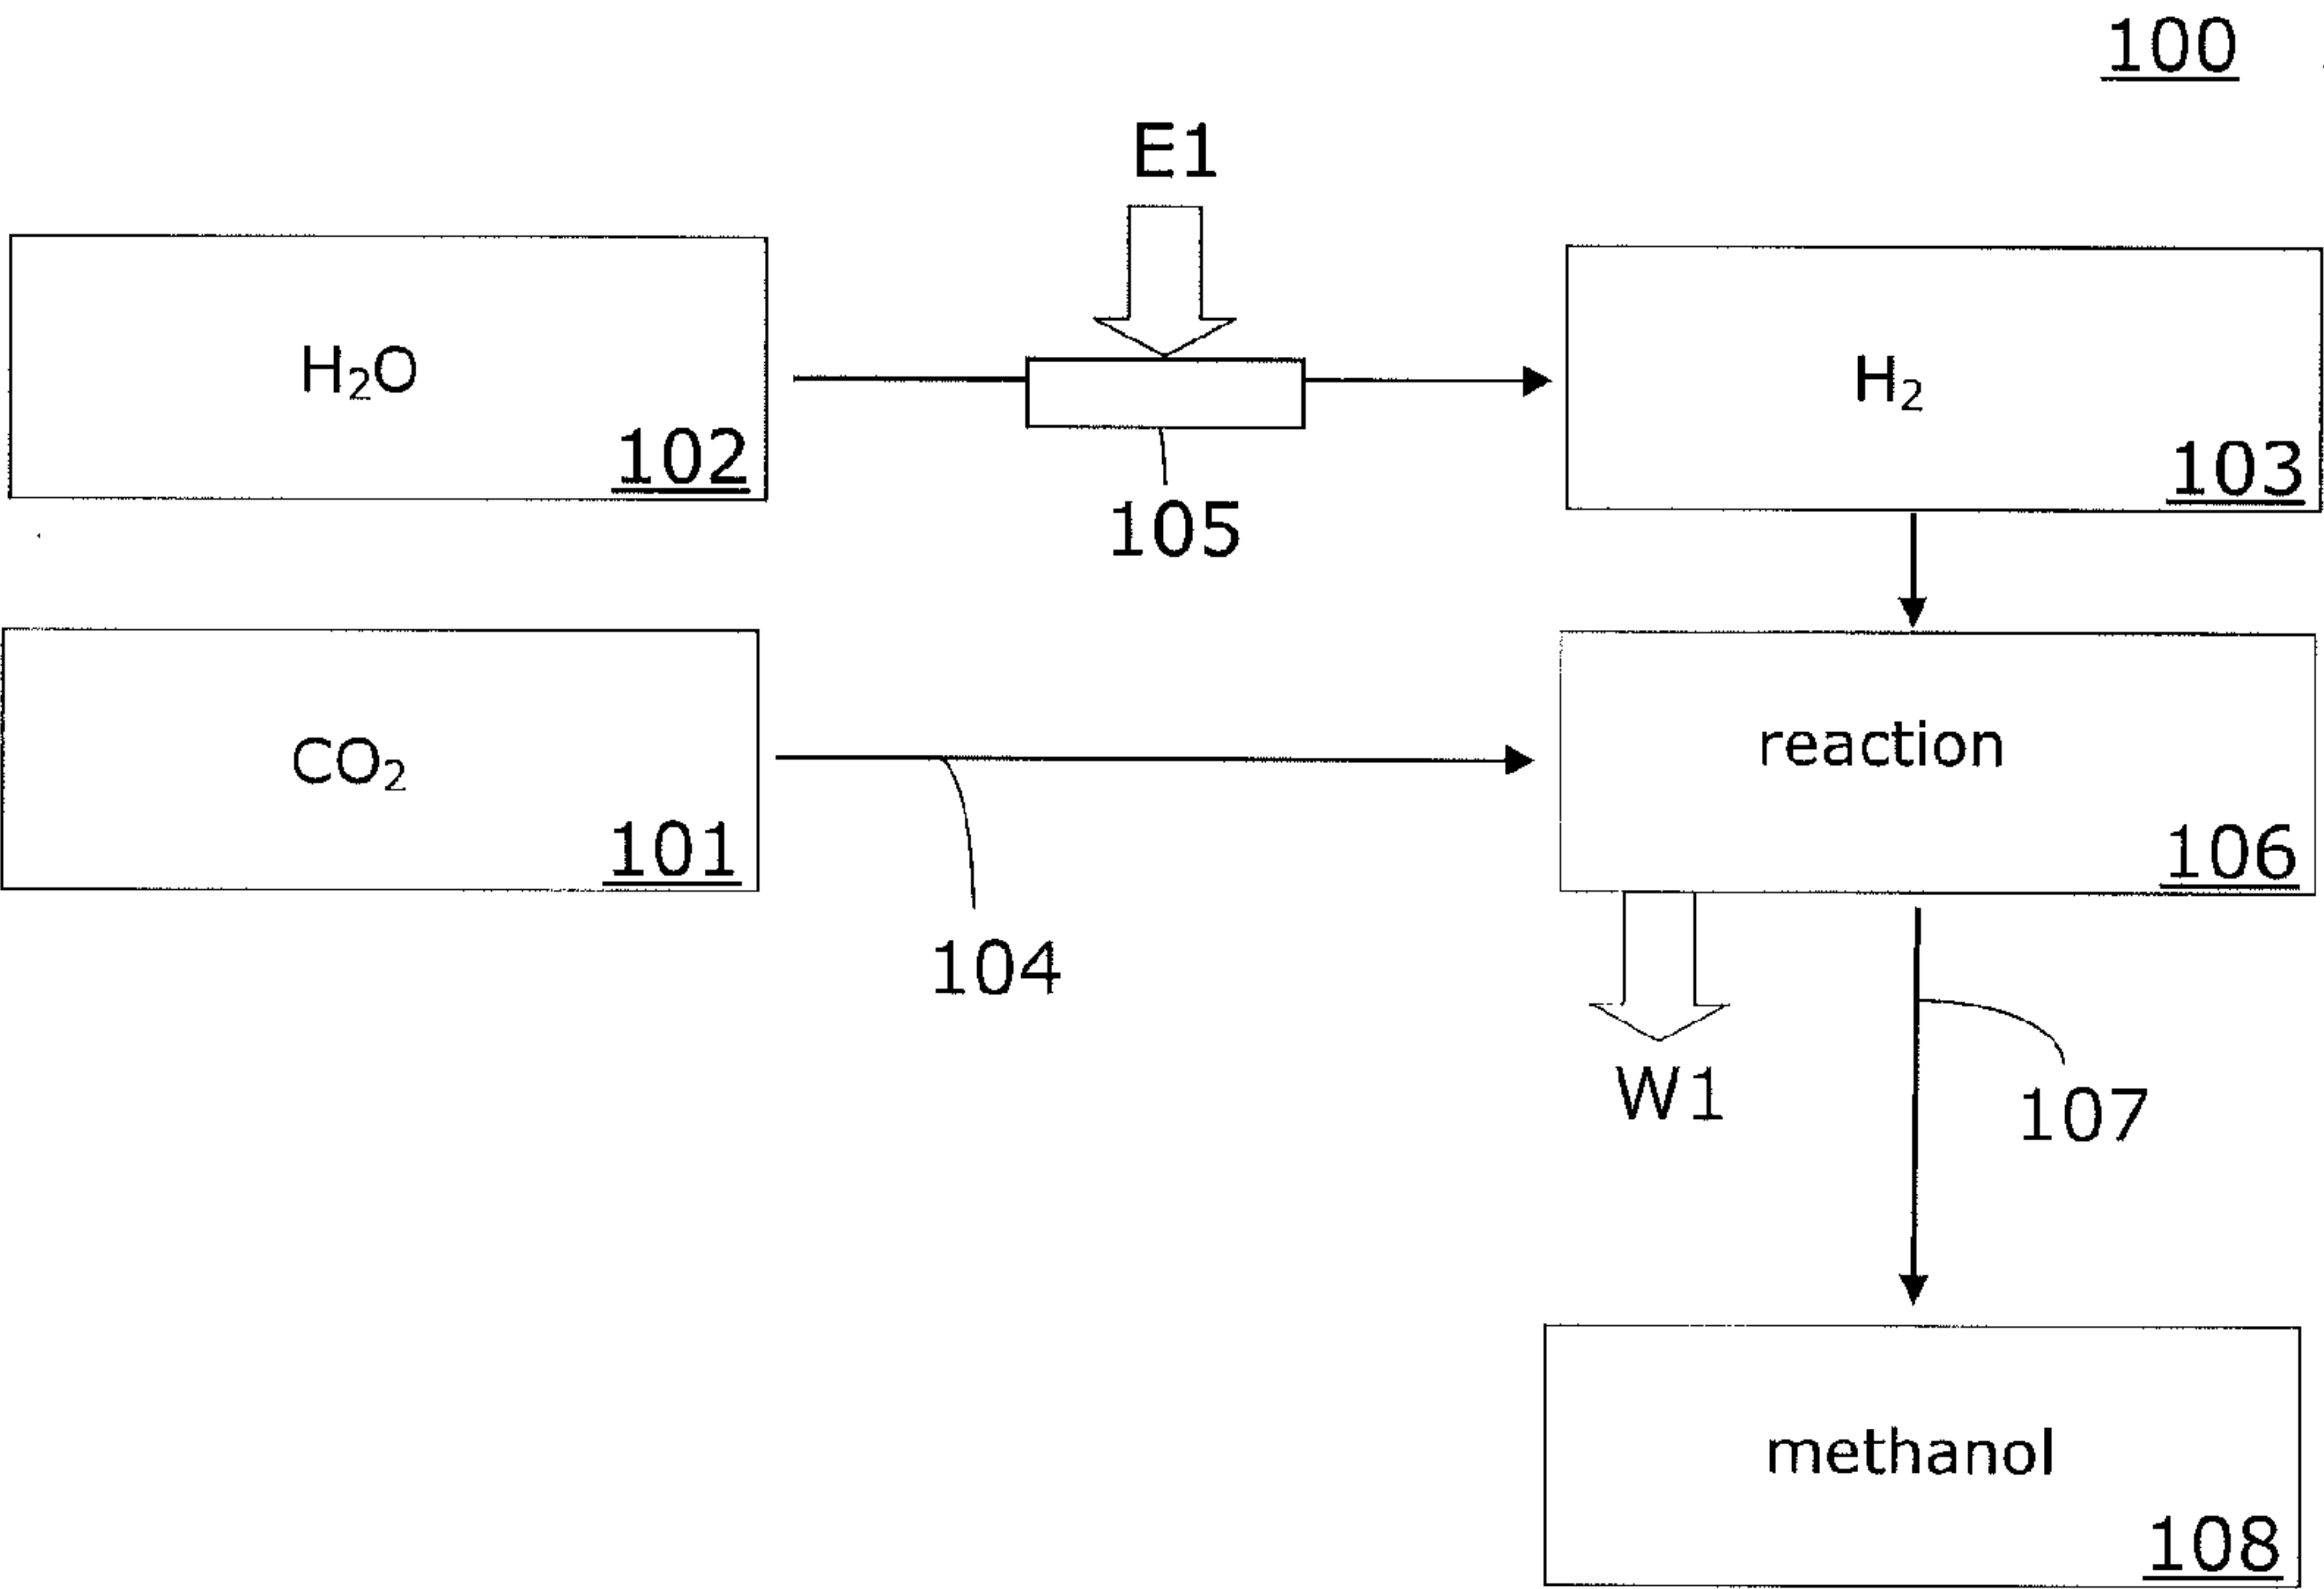 100
E1
H₂O
102
105
H₂
103
CO₂
101
104
reaction
106
W1
107
methanol
108